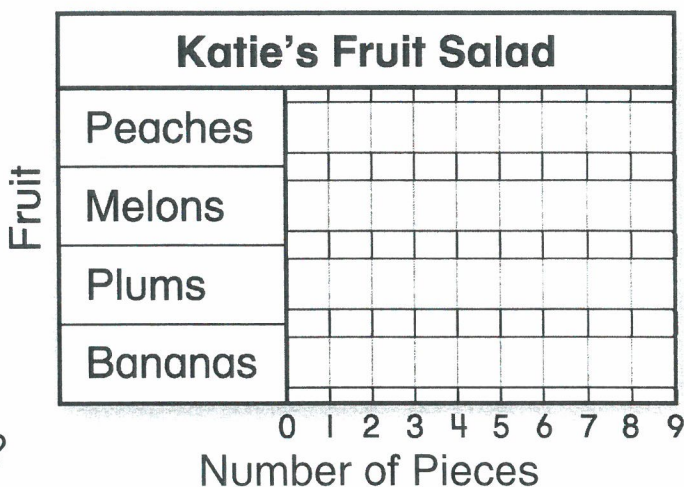 Katie's Fruit Salad
Fruit
Peaches
Melons
Plums
Bananas
0 1 2 3 4 5 6 7 8 9
Number of Pieces